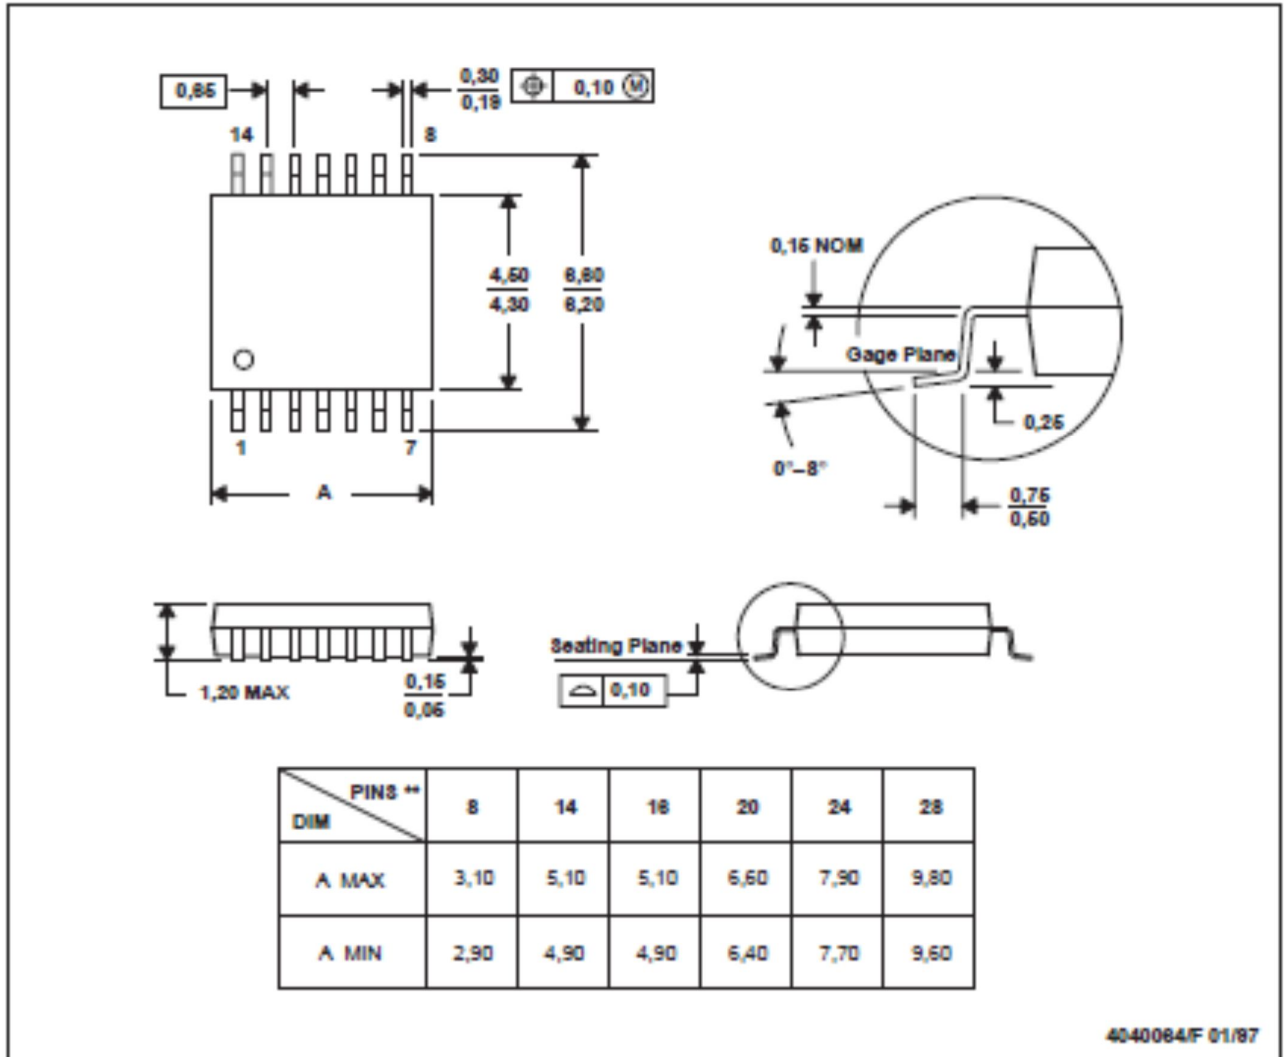 0,65
0,30
0,19
0,10 Ⓜ
14
8
4,50
4,30
6,60
6,20
1
7
A
0,15 NOM
Gage Plane
0,25
0°–8°
0,75
0,50
1,20 MAX
0,15
0,05
Seating Plane
0,10
PINS **
DIM
8 14 16 20 24 28
A MAX 3,10 5,10 5,10 6,60 7,90 9,80
A MIN 2,90 4,90 4,90 6,40 7,70 9,60
4040064/F 01/97